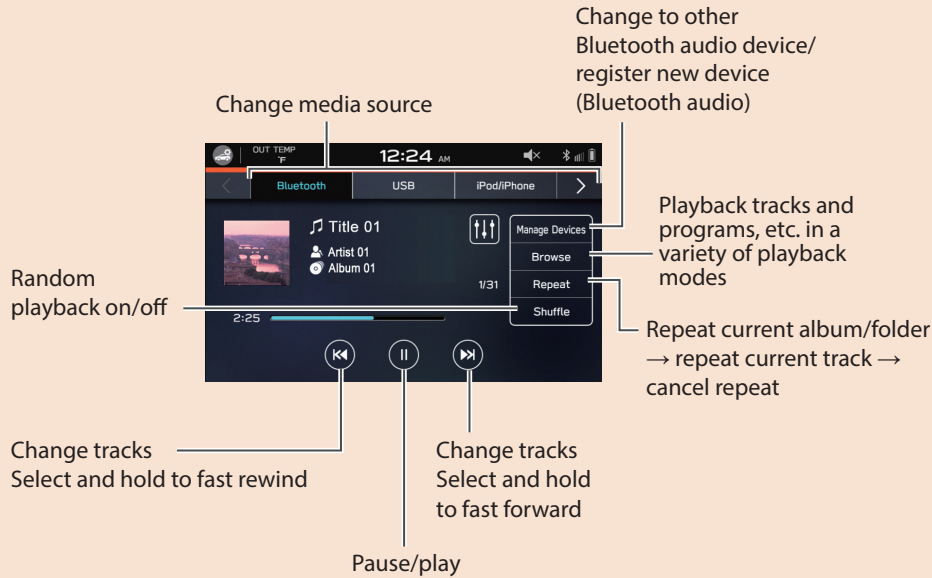 Change to other
Bluetooth audio device/
register new device
(Bluetooth audio)
Change media source
OUT TEMP
°F
12:24 AM
Bluetooth
USB
iPod/iPhone
Title 01
Artist 01
Album 01
1/31
2:25
Manage Devices
Browse
Repeat
Shuffle
Playback tracks and
programs, etc. in a
variety of playback
modes
Random
playback on/off
Repeat current album/folder
→ repeat current track →
cancel repeat
Change tracks
Select and hold to fast rewind
Change tracks
Select and hold
to fast forward
Pause/play